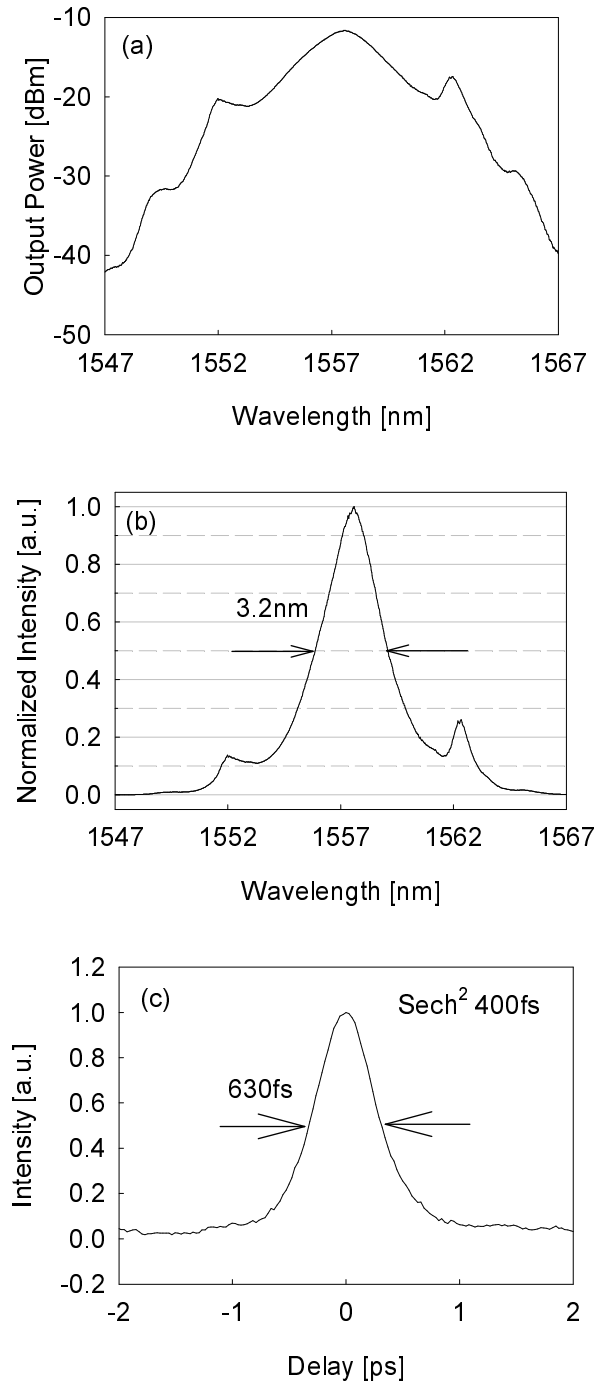 (a)
Output Power [dBm]
-10
-20
-30
-40
-50
1547 1552 1557 1562 1567
Wavelength [nm]
(b)
Normalized Intensity [a.u.]
1.0
0.8
0.6
0.4
0.2
0.0
3.2nm
1547 1552 1557 1562 1567
Wavelength [nm]
(c)
Sech² 400fs
Intensity [a.u.]
1.2
1.0
0.8
0.6
0.4
0.2
0.0
-0.2
630fs
-2 -1 0 1 2
Delay [ps]